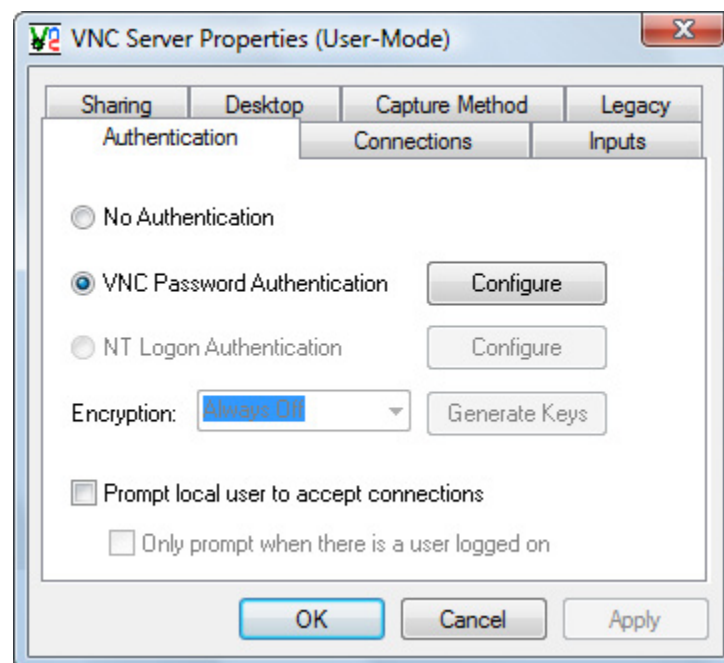 VNC Server Properties (User-Mode)
Sharing Desktop Capture Method Legacy
Authentication Connections Inputs
No Authentication
VNC Password Authentication Configure
NT Logon Authentication Configure
Encryption: Always Off Generate Keys
Prompt local user to accept connections
Only prompt when there is a user logged on
OK Cancel Apply